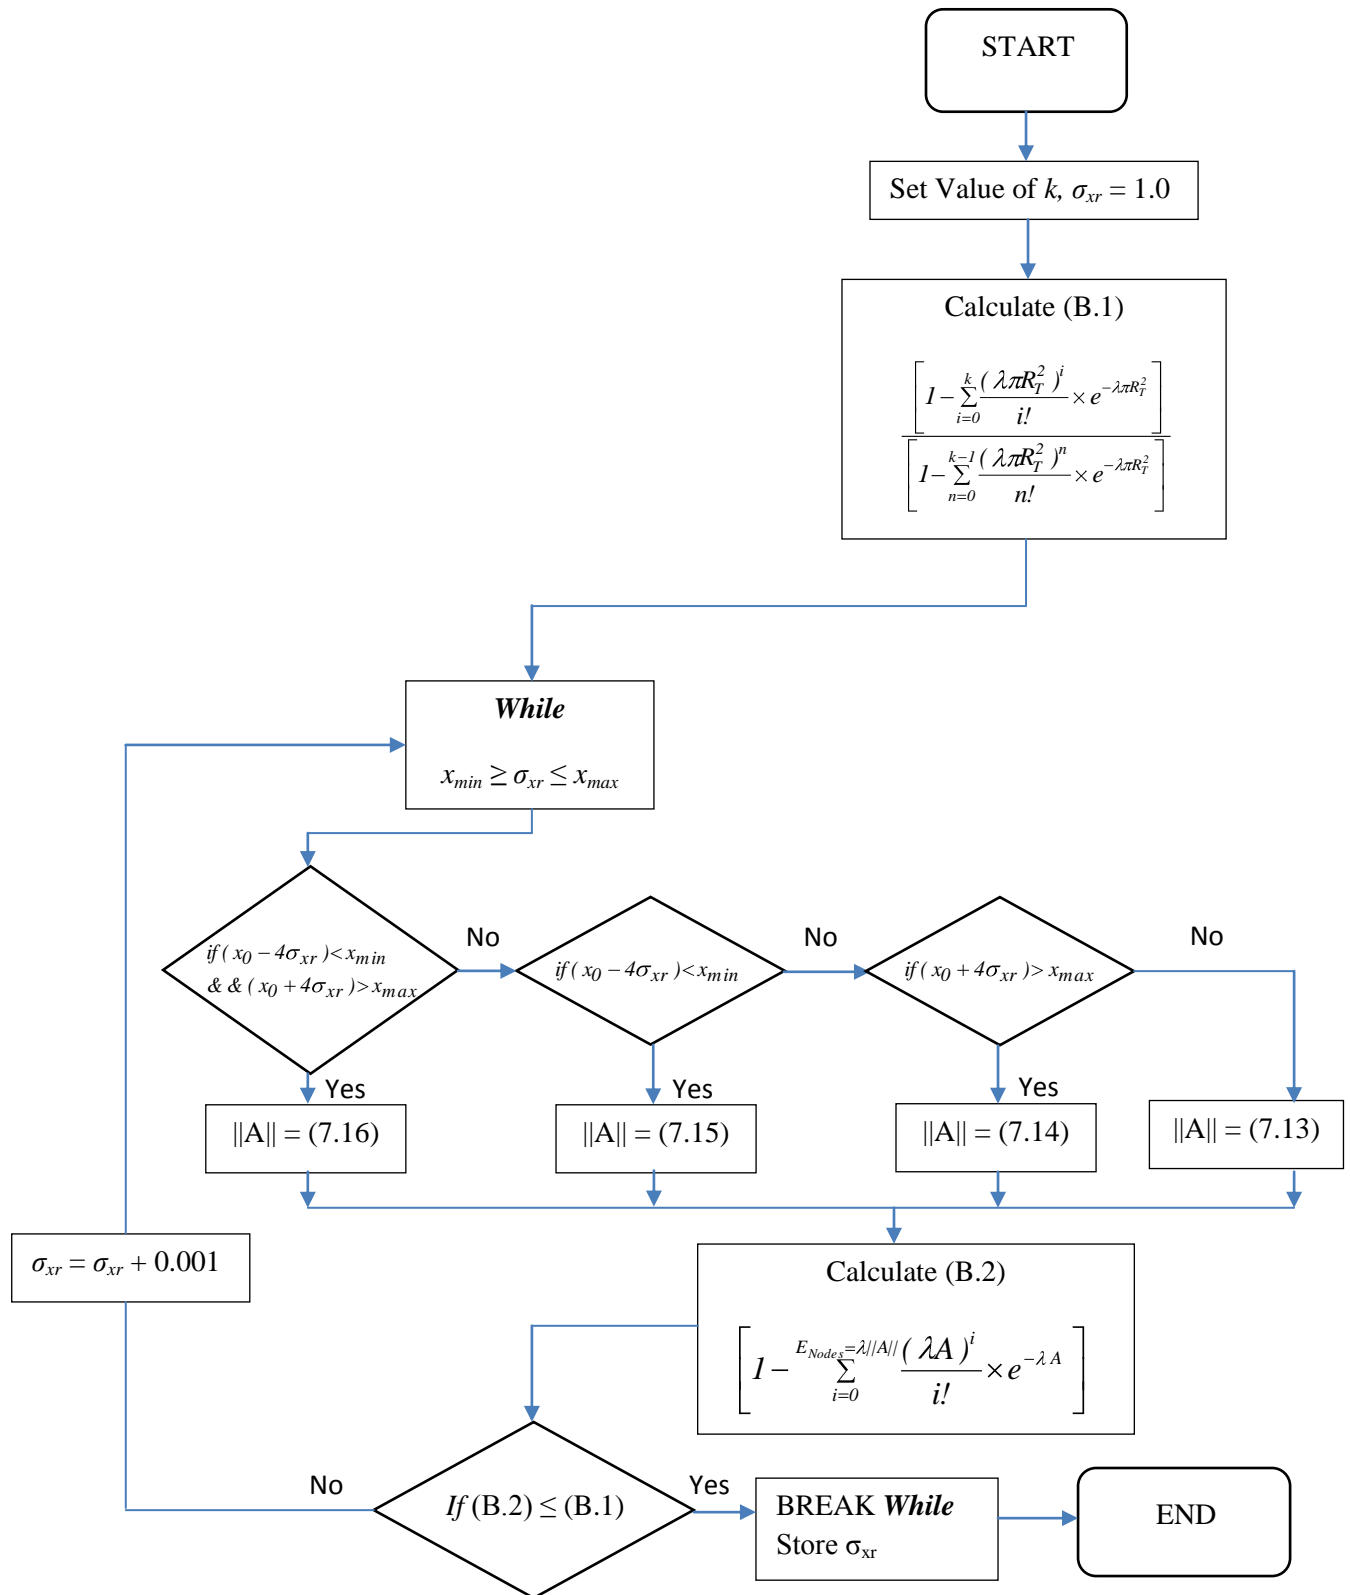 START
Set Value of k, σxr = 1.0
Calculate (B.1)
[1 − ∑_{i=0}^{k} (λπR_T^2)^i / i! × e^{−λπR_T^2}]
[1 − ∑_{n=0}^{k−1} (λπR_T^2)^n / n! × e^{−λπR_T^2}]
While
xmin ≥ σxr ≤ xmax
if ( x0 − 4σxr ) < xmin
& & ( x0 + 4σxr ) > xmax
No
if ( x0 − 4σxr ) < xmin
No
if ( x0 + 4σxr ) > xmax
No
Yes
Yes
Yes
||A|| = (7.16)
||A|| = (7.15)
||A|| = (7.14)
||A|| = (7.13)
σxr = σxr + 0.001
Calculate (B.2)
[1 − ∑_{i=0}^{E_Nodes=λ||A||} (λA)^i / i! × e^{−λA}]
No
If (B.2) ≤ (B.1)
Yes
BREAK While
Store σxr
END